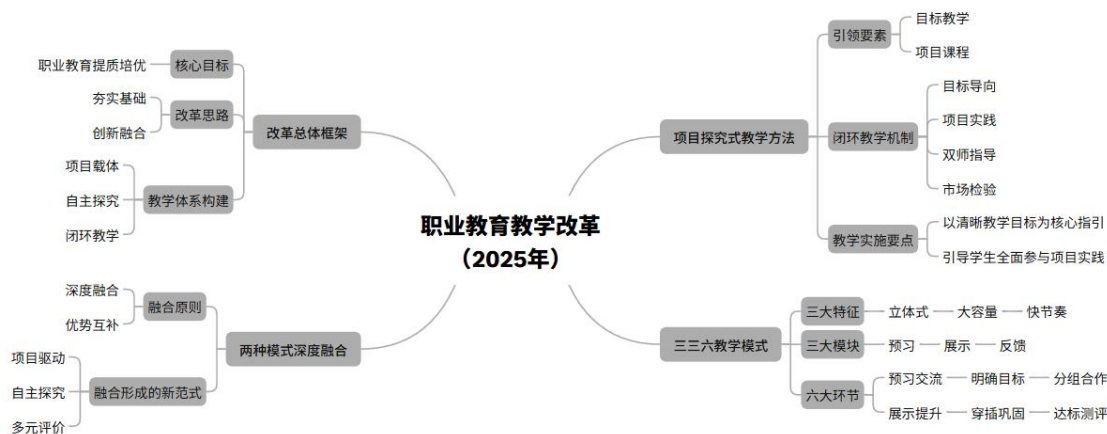 职业教育教学改革
（2025年）
改革总体框架
核心目标
职业教育提质培优
改革思路
夯实基础
创新融合
教学体系构建
项目载体
自主探究
闭环教学
两种模式深度融合
融合原则
深度融合
优势互补
融合形成的新范式
项目驱动
自主探究
多元评价
项目探究式教学方法
引领要素
目标教学
项目课程
闭环教学机制
目标导向
项目实践
双师指导
市场检验
教学实施要点
以清晰教学目标为核心指引
引导学生全面参与项目实践
三三六教学模式
三大特征
立体式 大容量 快节奏
三大模块
预习 展示 反馈
六大环节
预习交流 明确目标 分组合作
展示提升 穿插巩固 达标测评